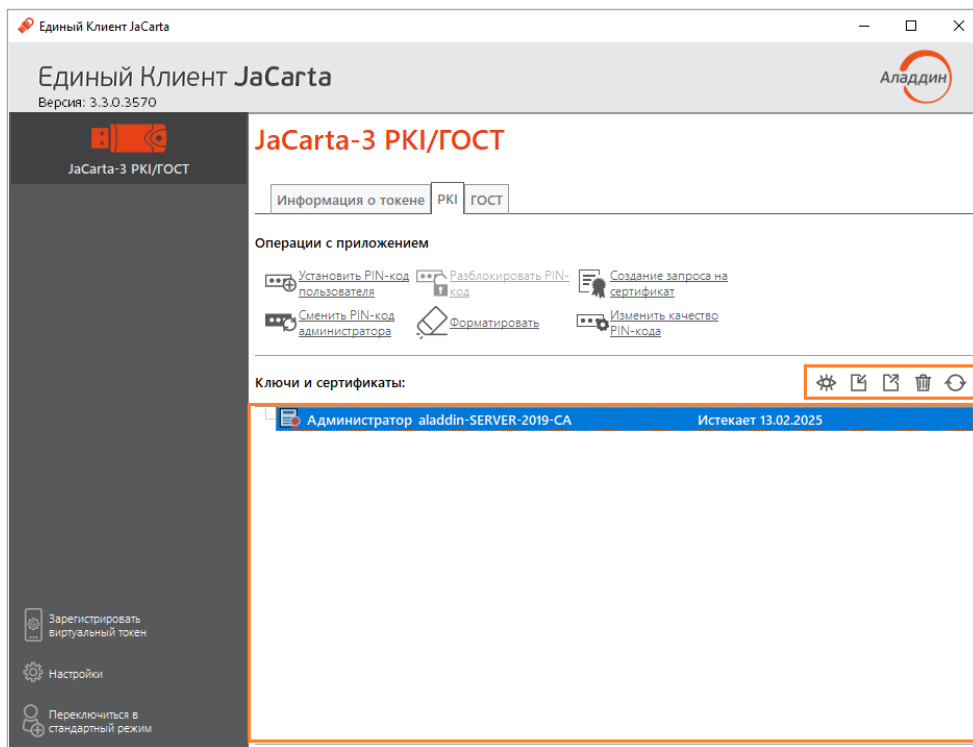 Единый Клиент JaCarta
Единый Клиент JaCarta
Версия: 3.3.0.3570
Аладдин
JaCarta-3 PKI/ГОСТ
JaCarta-3 PKI/ГОСТ
Информация о токене PKI ГОСТ
Операции с приложением
Установить PIN-код
пользователя
Разблокировать PIN-
код
Создание запроса на
сертификат
Сменить PIN-код
администратора
Форматировать
Изменить качество
PIN-кода
Ключи и сертификаты:
Администратор aladdin-SERVER-2019-CA Истекает 13.02.2025
Зарегистрировать
виртуальный токен
Настройки
Переключиться в
стандартный режим